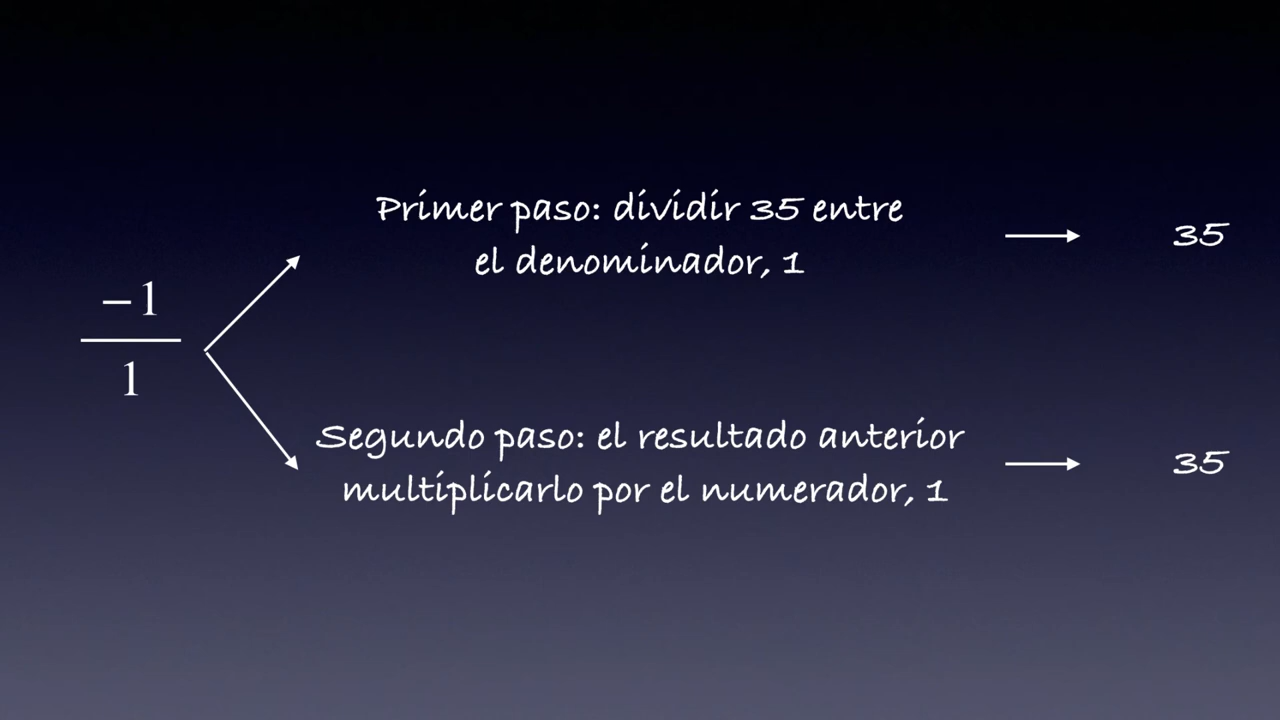 Primer paso: dividir 35 entre
el denominador, 1
35
−1
1
Segundo paso: el resultado anterior
multiplicarlo por el numerador, 1
35